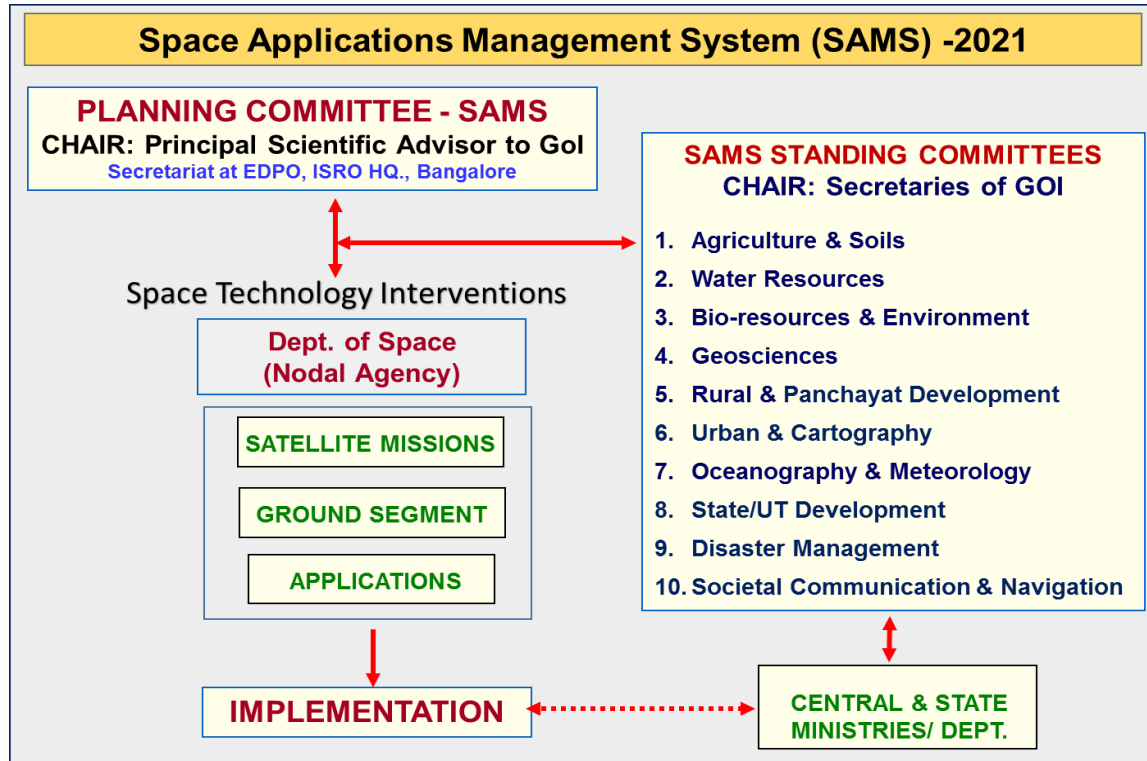 Space Applications Management System (SAMS) -2021
PLANNING COMMITTEE - SAMS
CHAIR: Principal Scientific Advisor to GoI
Secretariat at EDPO, ISRO HQ., Bangalore
Space Technology Interventions
Dept. of Space
(Nodal Agency)
SATELLITE MISSIONS
GROUND SEGMENT
APPLICATIONS
IMPLEMENTATION
SAMS STANDING COMMITTEES
CHAIR: Secretaries of GOI
1. Agriculture & Soils
2. Water Resources
3. Bio-resources & Environment
4. Geosciences
5. Rural & Panchayat Development
6. Urban & Cartography
7. Oceanography & Meteorology
8. State/UT Development
9. Disaster Management
10. Societal Communication & Navigation
CENTRAL & STATE
MINISTRIES/ DEPT.